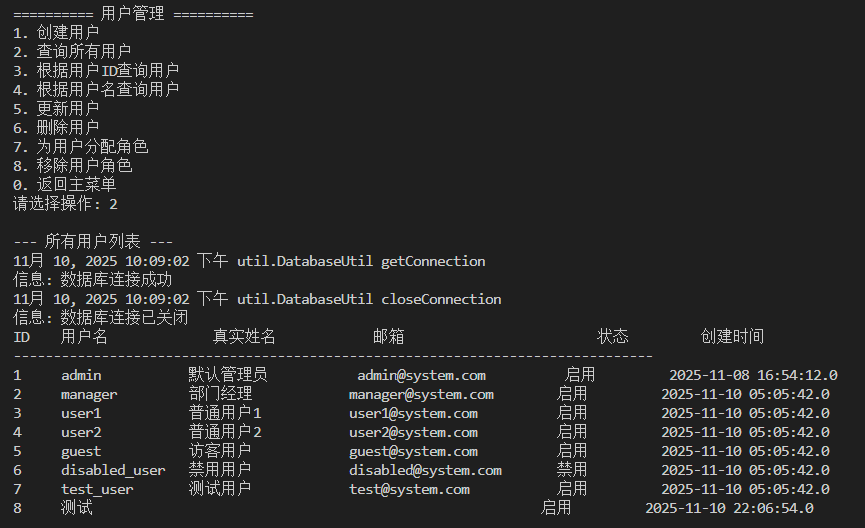 ========== 用户管理 ==========
1. 创建用户
2. 查询所有用户
3. 根据用户ID查询用户
4. 根据用户名查询用户
5. 更新用户
6. 删除用户
7. 为用户分配角色
8. 移除用户角色
0. 返回主菜单
请选择操作: 2
--- 所有用户列表 ---
11月 10, 2025 10:09:02 下午 util.DatabaseUtil getConnection
信息: 数据库连接成功
11月 10, 2025 10:09:02 下午 util.DatabaseUtil closeConnection
信息: 数据库连接已关闭
ID 用户名 真实姓名 邮箱 状态 创建时间
--------------------------------------------------------------------------------
1 admin 默认管理员 admin@system.com 启用 2025-11-08 16:54:12.0
2 manager 部门经理 manager@system.com 启用 2025-11-10 05:05:42.0
3 user1 普通用户1 user1@system.com 启用 2025-11-10 05:05:42.0
4 user2 普通用户2 user2@system.com 启用 2025-11-10 05:05:42.0
5 guest 访客用户 guest@system.com 启用 2025-11-10 05:05:42.0
6 disabled_user 禁用用户 disabled@system.com 禁用 2025-11-10 05:05:42.0
7 test_user 测试用户 test@system.com 启用 2025-11-10 05:05:42.0
8 测试 启用 2025-11-10 22:06:54.0